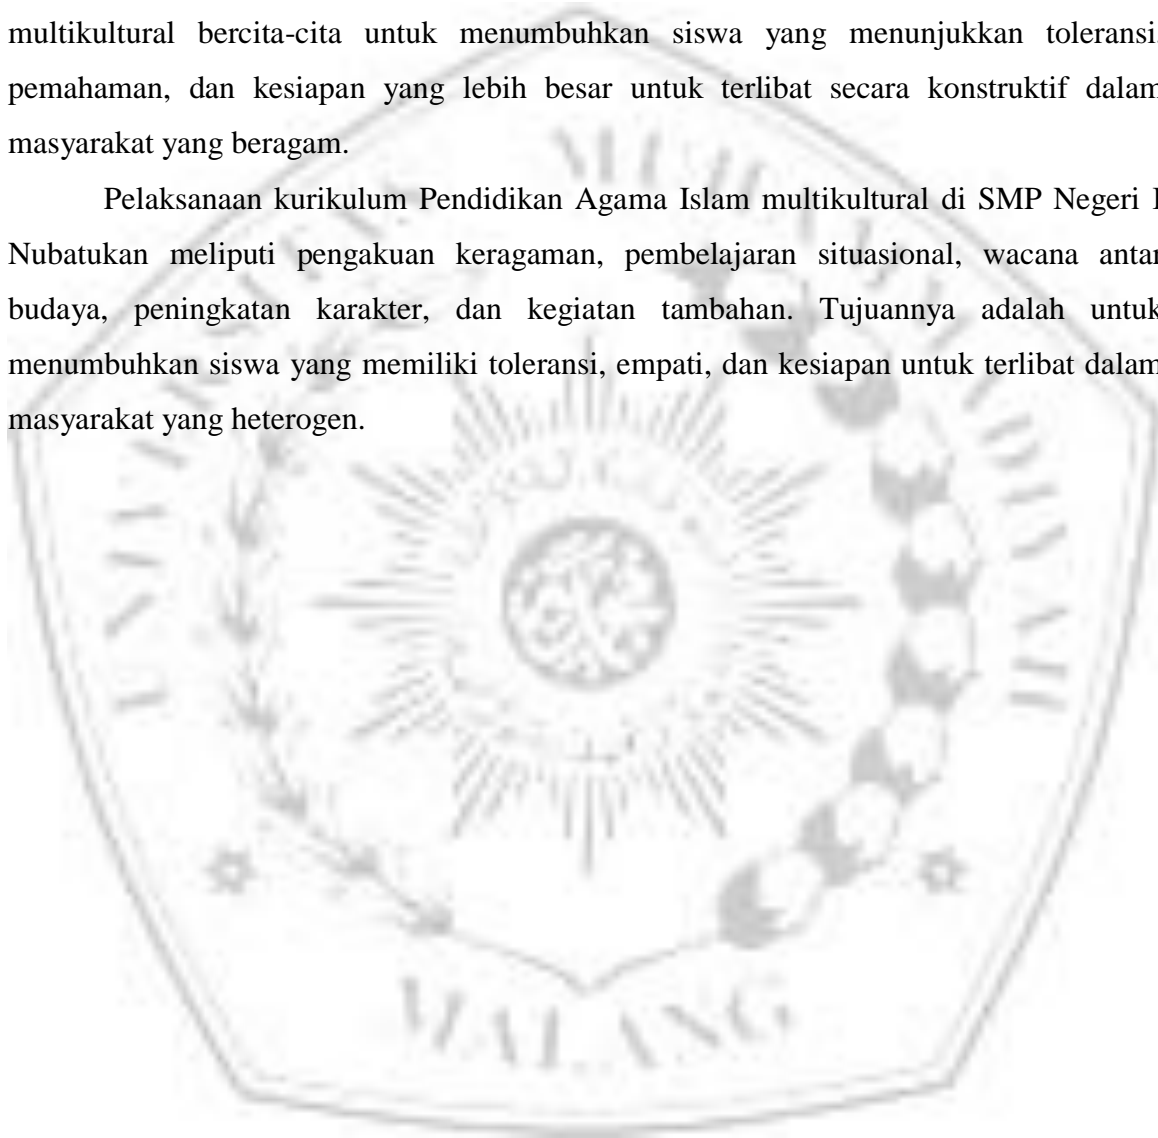 multikultural bercita-cita untuk menumbuhkan siswa yang menunjukkan toleransi,
pemahaman, dan kesiapan yang lebih besar untuk terlibat secara konstruktif dalam
masyarakat yang beragam.
Pelaksanaan kurikulum Pendidikan Agama Islam multikultural di SMP Negeri I
Nubatukan meliputi pengakuan keragaman, pembelajaran situasional, wacana antar
budaya, peningkatan karakter, dan kegiatan tambahan. Tujuannya adalah untuk
menumbuhkan siswa yang memiliki toleransi, empati, dan kesiapan untuk terlibat dalam
masyarakat yang heterogen.
MALANG